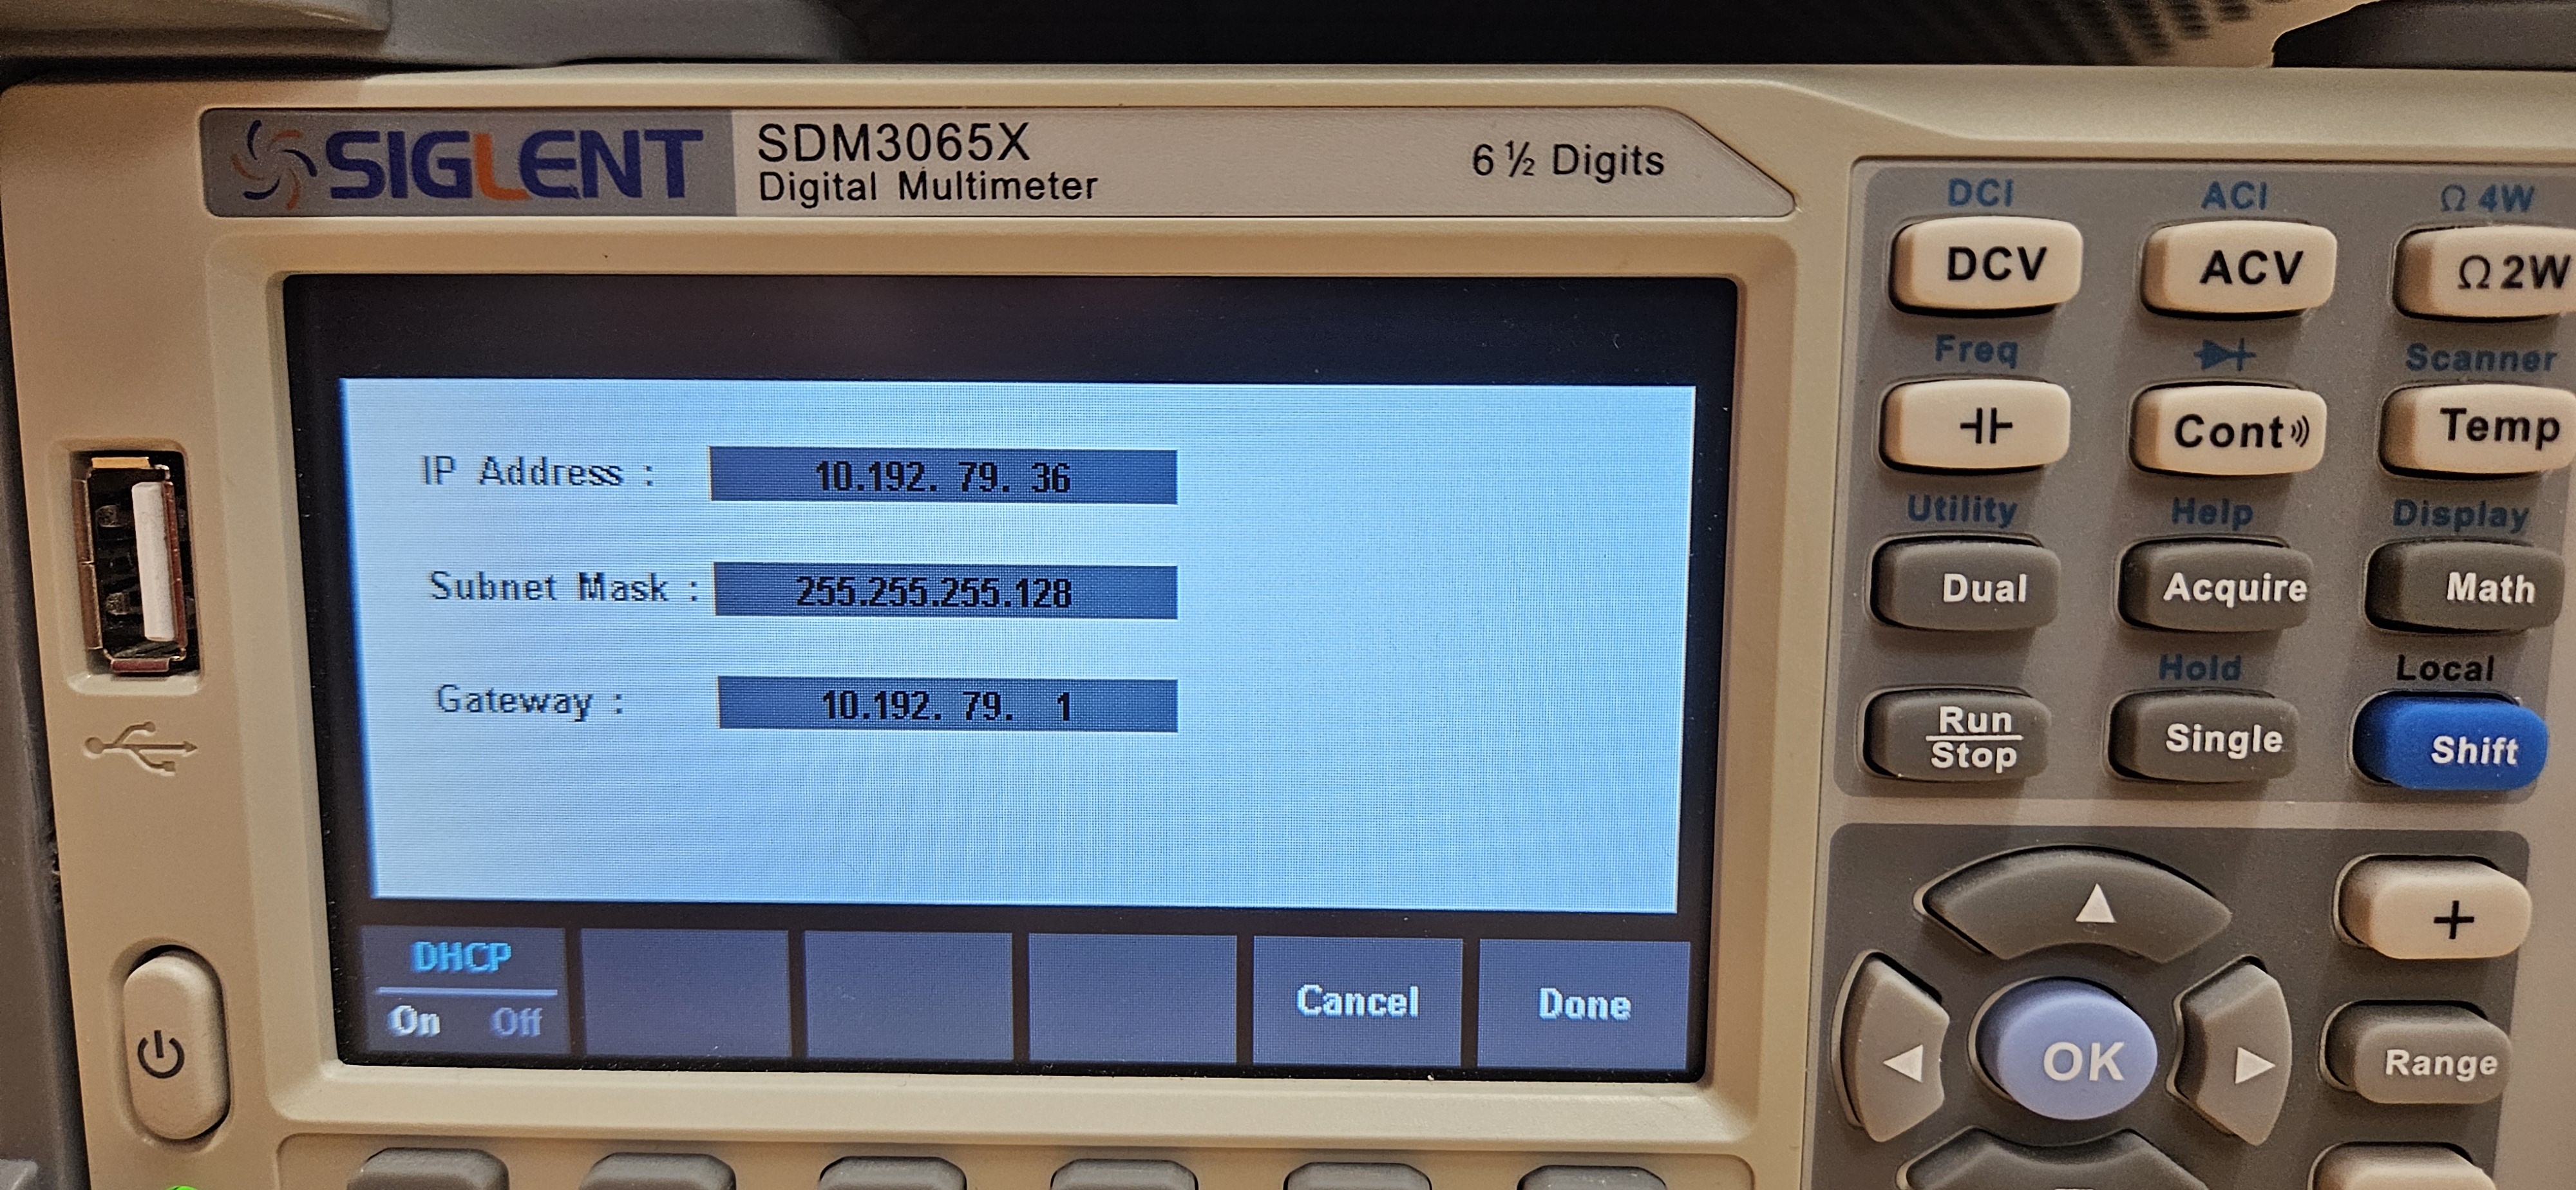 SIGLENT SDM3065X
Digital Multimeter
6 ½ Digits
IP Address : 10.192. 79. 36
Subnet Mask : 255.255.255.128
Gateway : 10.192. 79. 1
DHCP
On Off
Cancel
Done
DCI ACI Ω 4W
DCV ACV Ω 2W
Freq Scanner
Cont Temp
Utility Help Display
Dual Acquire Math
Hold Local
Run
Stop
Single Shift
+
OK
Range